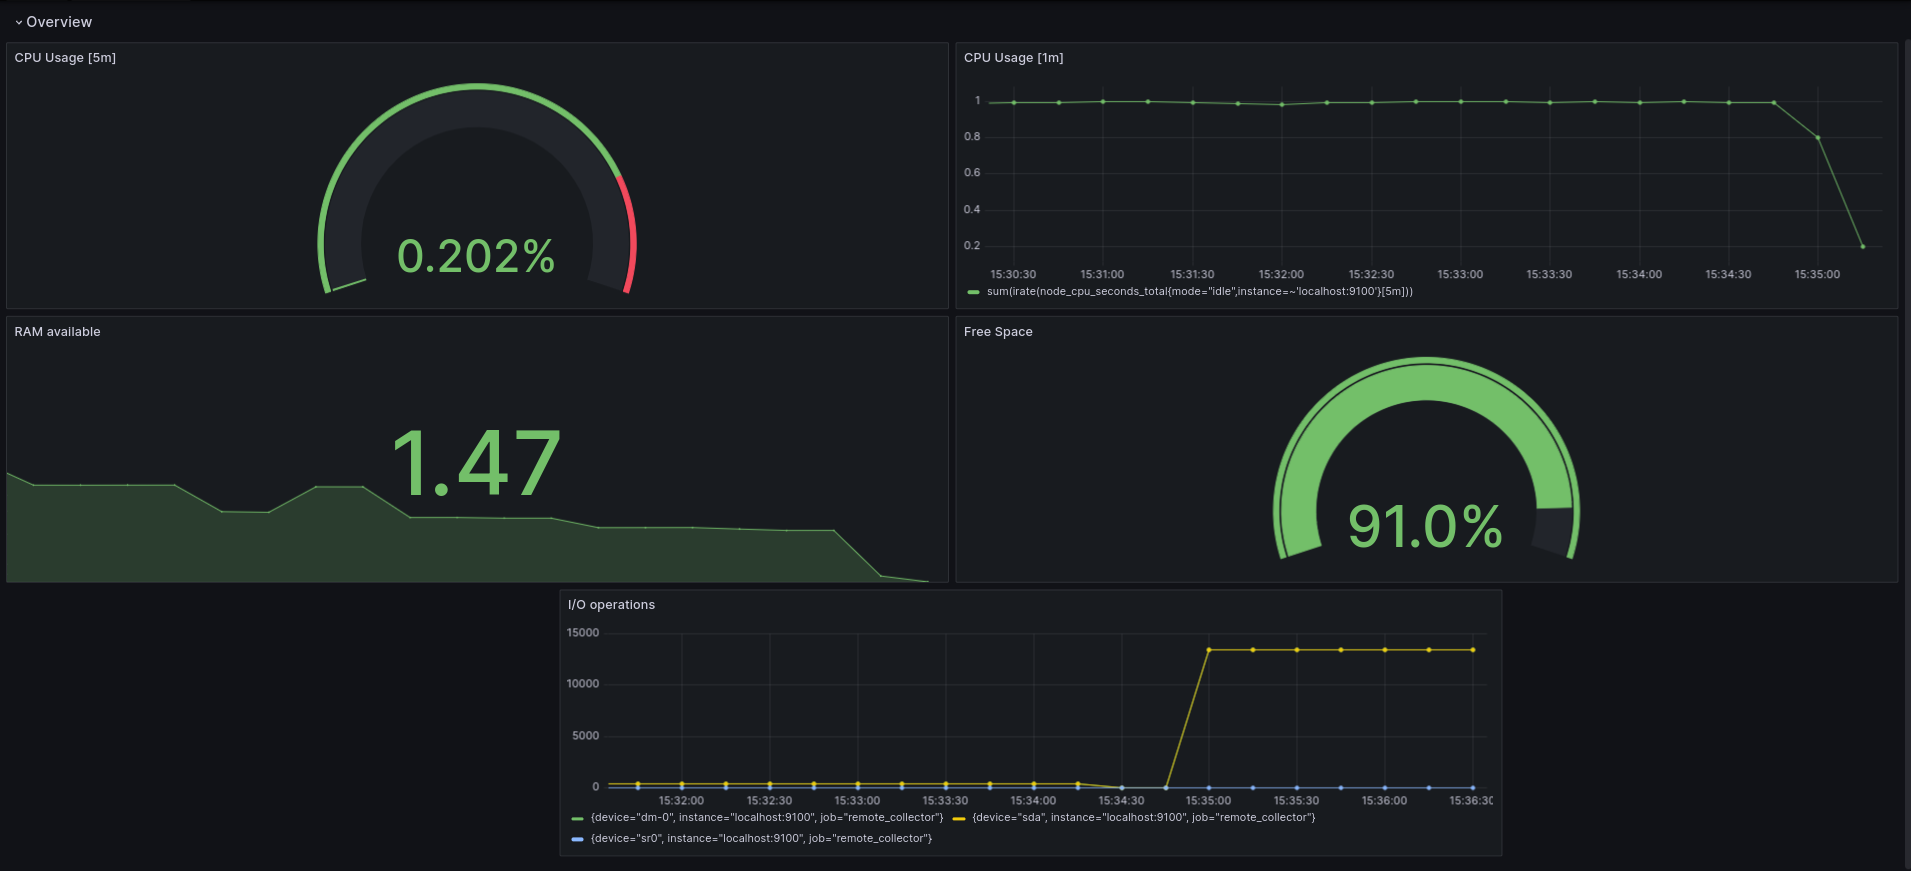 Overview
CPU Usage [5m]
0.202%
CPU Usage [1m]
1
0.8
0.6
0.4
0.2
15:30:30 15:31:00 15:31:30 15:32:00 15:32:30 15:33:00 15:33:30 15:34:00 15:34:30 15:35:00
sum(irate(node_cpu_seconds_total{mode="idle",instance=~'localhost:9100'}[5m]))
RAM available
1.47
Free Space
91.0%
I/O operations
15000
10000
5000
0
15:32:00 15:32:30 15:33:00 15:33:30 15:34:00 15:34:30 15:35:00 15:35:30 15:36:00 15:36:30
{device="dm-0", instance="localhost:9100", job="remote_collector"} {device="sda", instance="localhost:9100", job="remote_collector"}
{device="sr0", instance="localhost:9100", job="remote_collector"}